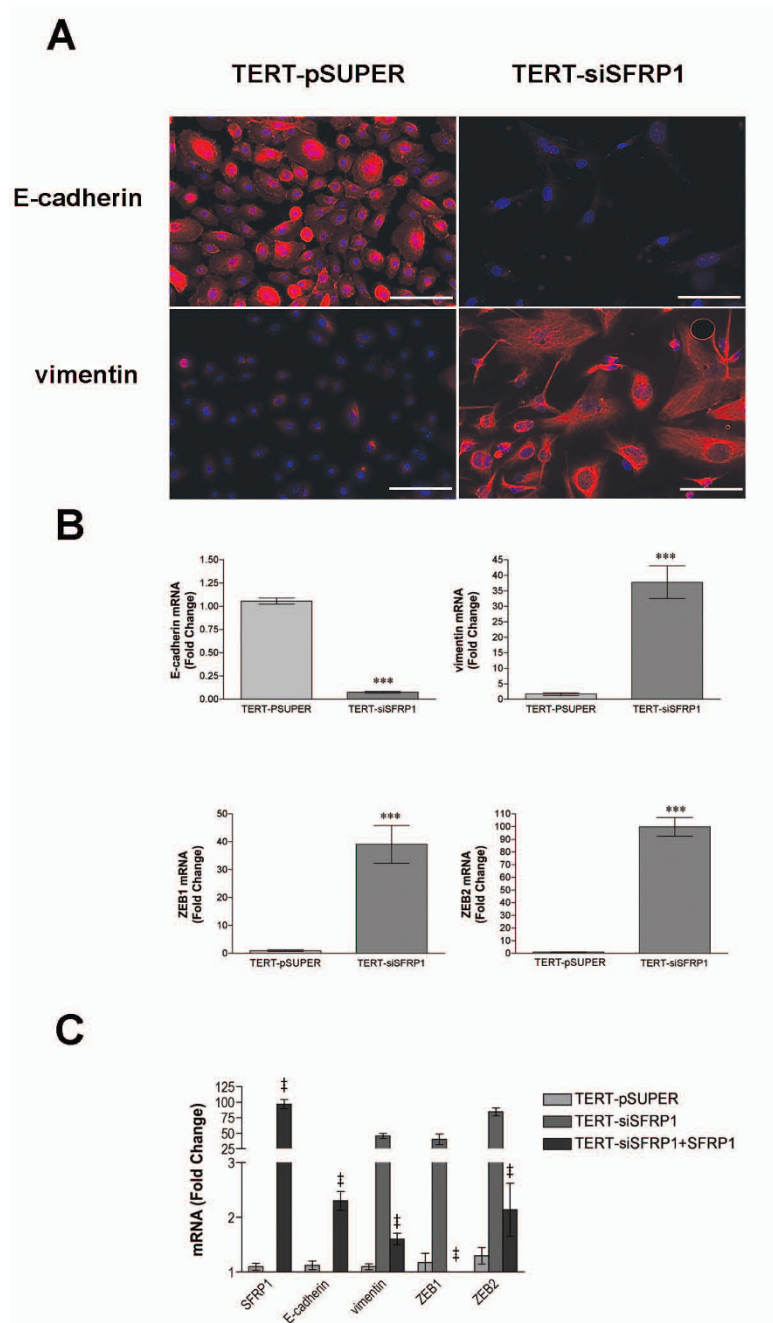 A
TERT-pSUPER TERT-siSFRP1
E-cadherin
vimentin
B
E-cadherin mRNA
(Fold Change)
1.50
1.25
1.00
0.75
0.50
0.25
0.00
***
TERT-PSUPER TERT-siSFRP1
vimentin mRNA
(Fold Change)
45
40
35
30
25
20
15
10
5
0
***
TERT-PSUPER TERT-siSFRP1
ZEB1 mRNA
(Fold Change)
50
40
30
20
10
0
***
TERT-pSUPER TERT-siSFRP1
ZEB2 mRNA
(Fold Change)
110
100
90
80
70
60
50
40
30
20
10
0
***
TERT-pSUPER TERT-siSFRP1
C
mRNA (Fold Change)
125
100
75
50
25
3
2
1
‡
‡
‡
‡
‡
SFRP1
E-cadherin
vimentin
ZEB1
ZEB2
TERT-pSUPER
TERT-siSFRP1
TERT-siSFRP1+SFRP1